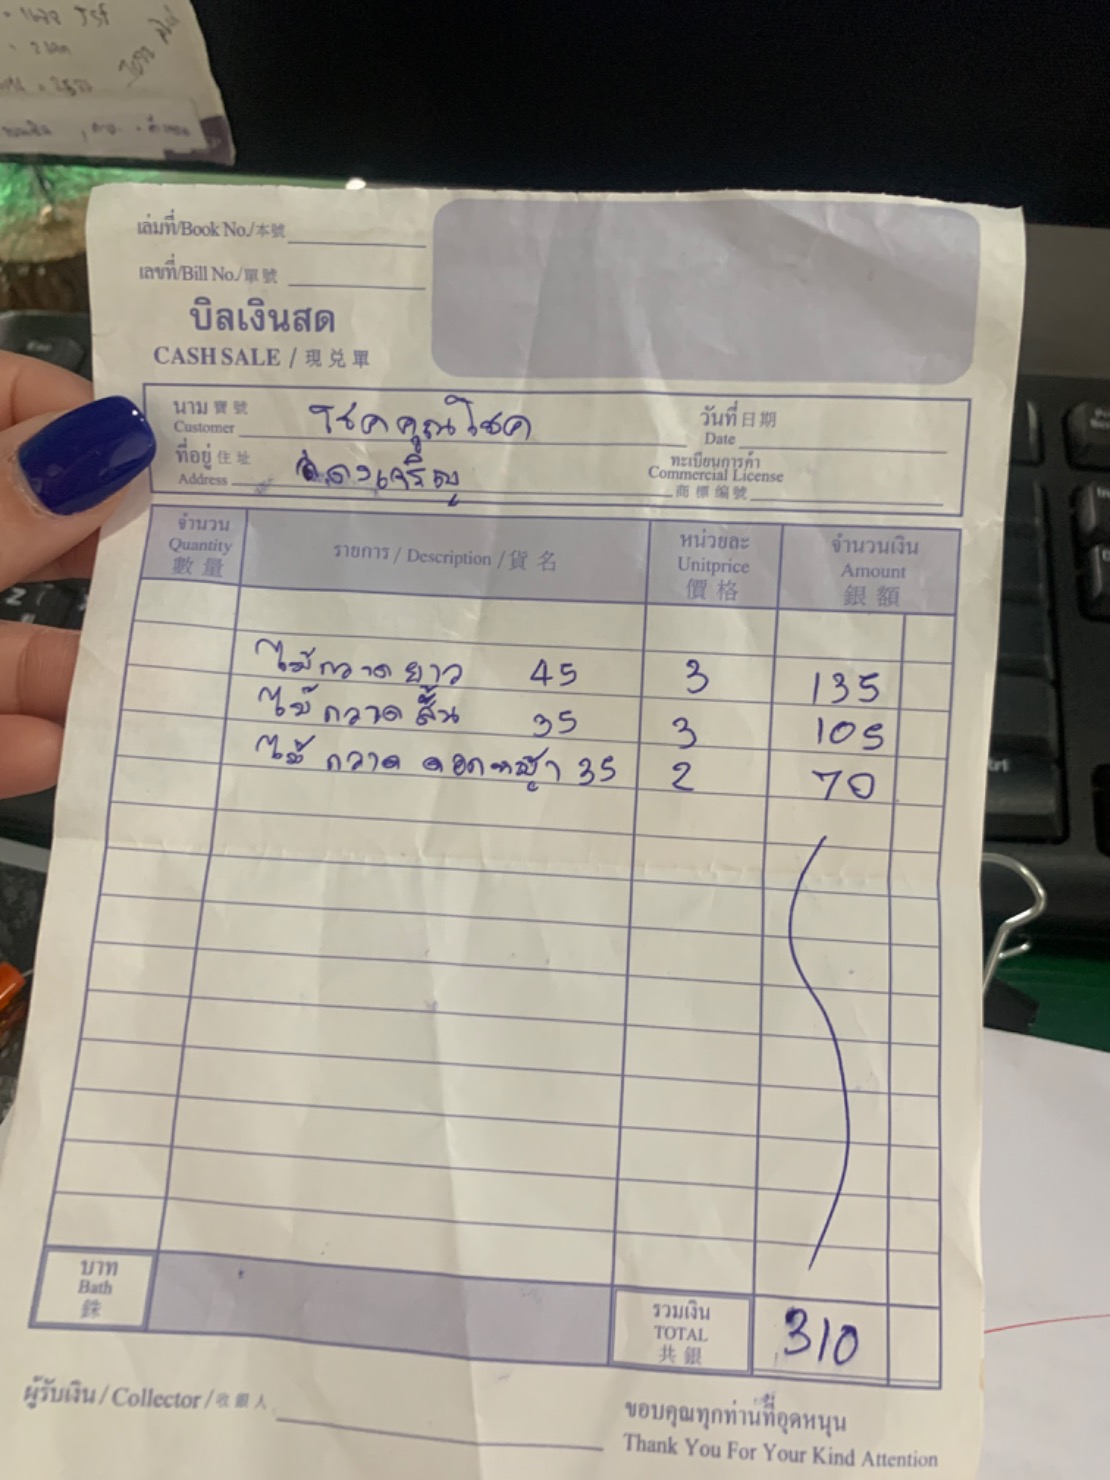 เล่มที่/Book No./本號
เลขที่/Bill No./單號
บิลเงินสด
CASH SALE / 現兑單
นาม 寶號 โชคคูณโชค วันที่ 日期
Customer Date
ที่อยู่ 住址 ทะเบียนการค้า
Address Commercial License
商標编號
จำนวน รายการ / Description / 貨名 หน่วยละ จำนวนเงิน
Quantity Unitprice Amount
數量 價格 銀額
ไม้กวาดยาว 45 3 135
ไม้กวาดสั้น 35 3 105
ไม้กวาดดอกหญ้า 35 2 70
บาท รวมเงิน 310
Bath TOTAL
銖 共銀
ผู้รับเงิน / Collector / 收銀人
ขอบคุณทุกท่านที่อุดหนุน
Thank You For Your Kind Attention